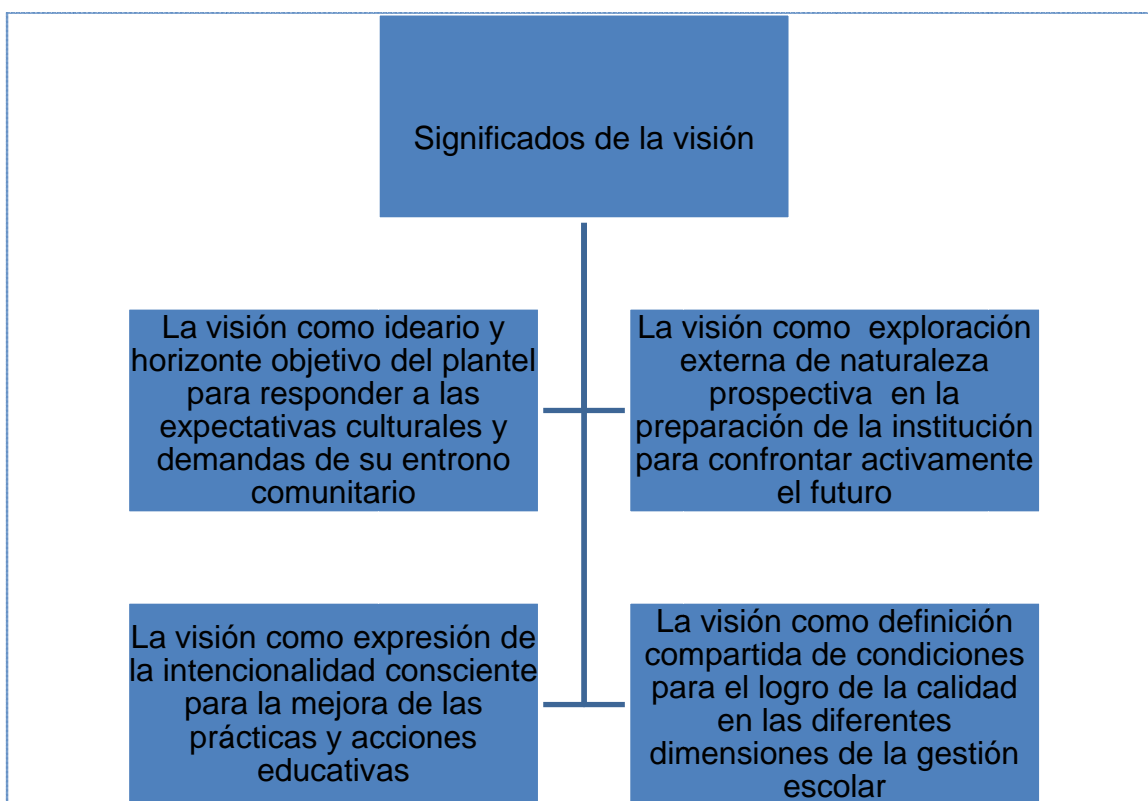 Significados de la visión
La visión como ideario y
horizonte objetivo del plantel
para responder a las
expectativas culturales y
demandas de su entrono
comunitario
La visión como  exploración
externa de naturaleza
prospectiva  en la
preparación de la institución
para confrontar activamente
el futuro
La visión como expresión de
la intencionalidad consciente
para la mejora de las
prácticas y acciones
educativas
La visión como definición
compartida de condiciones
para el logro de la calidad
en las diferentes
dimensiones de la gestión
escolar